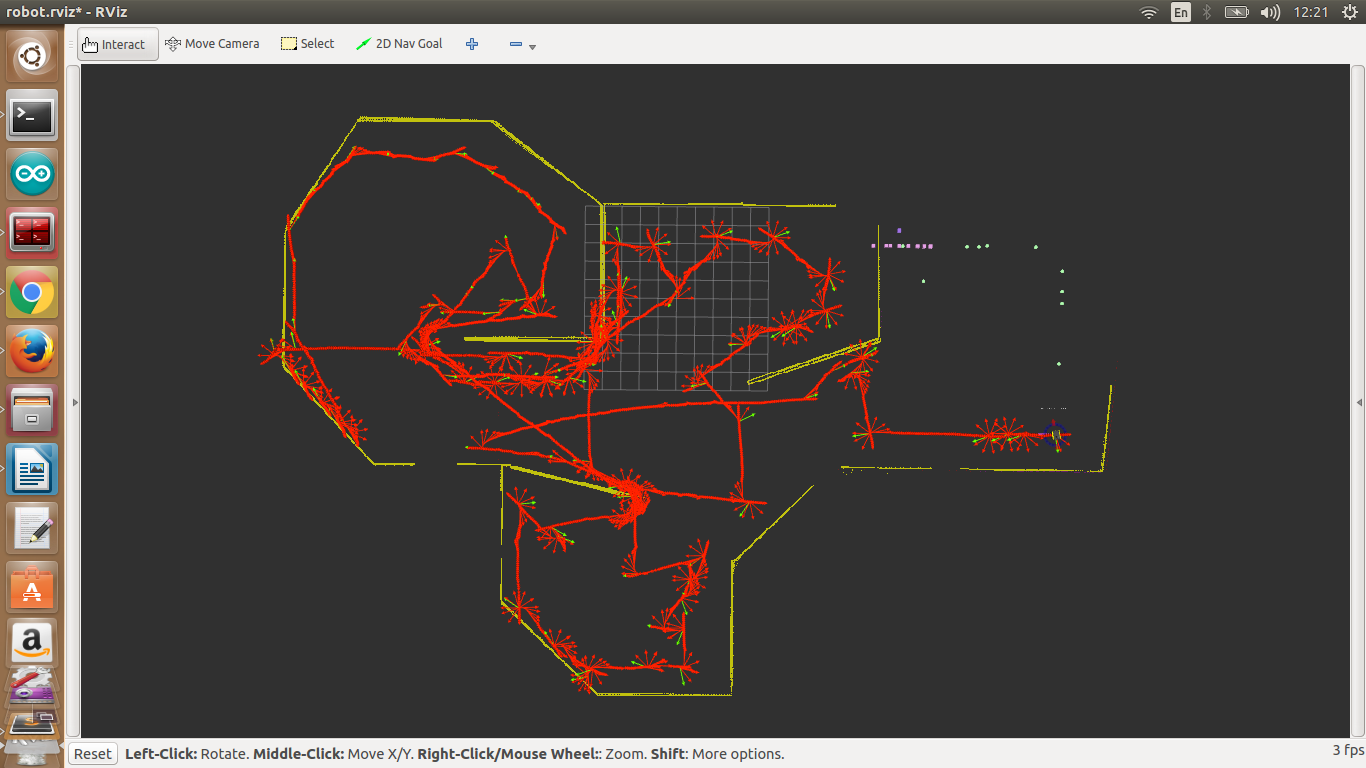 robot.rviz* - RViz
En
12:21
Interact
Move Camera
Select
2D Nav Goal
Reset
Left-Click: Rotate. Middle-Click: Move X/Y. Right-Click/Mouse Wheel:: Zoom. Shift: More options.
3 fps